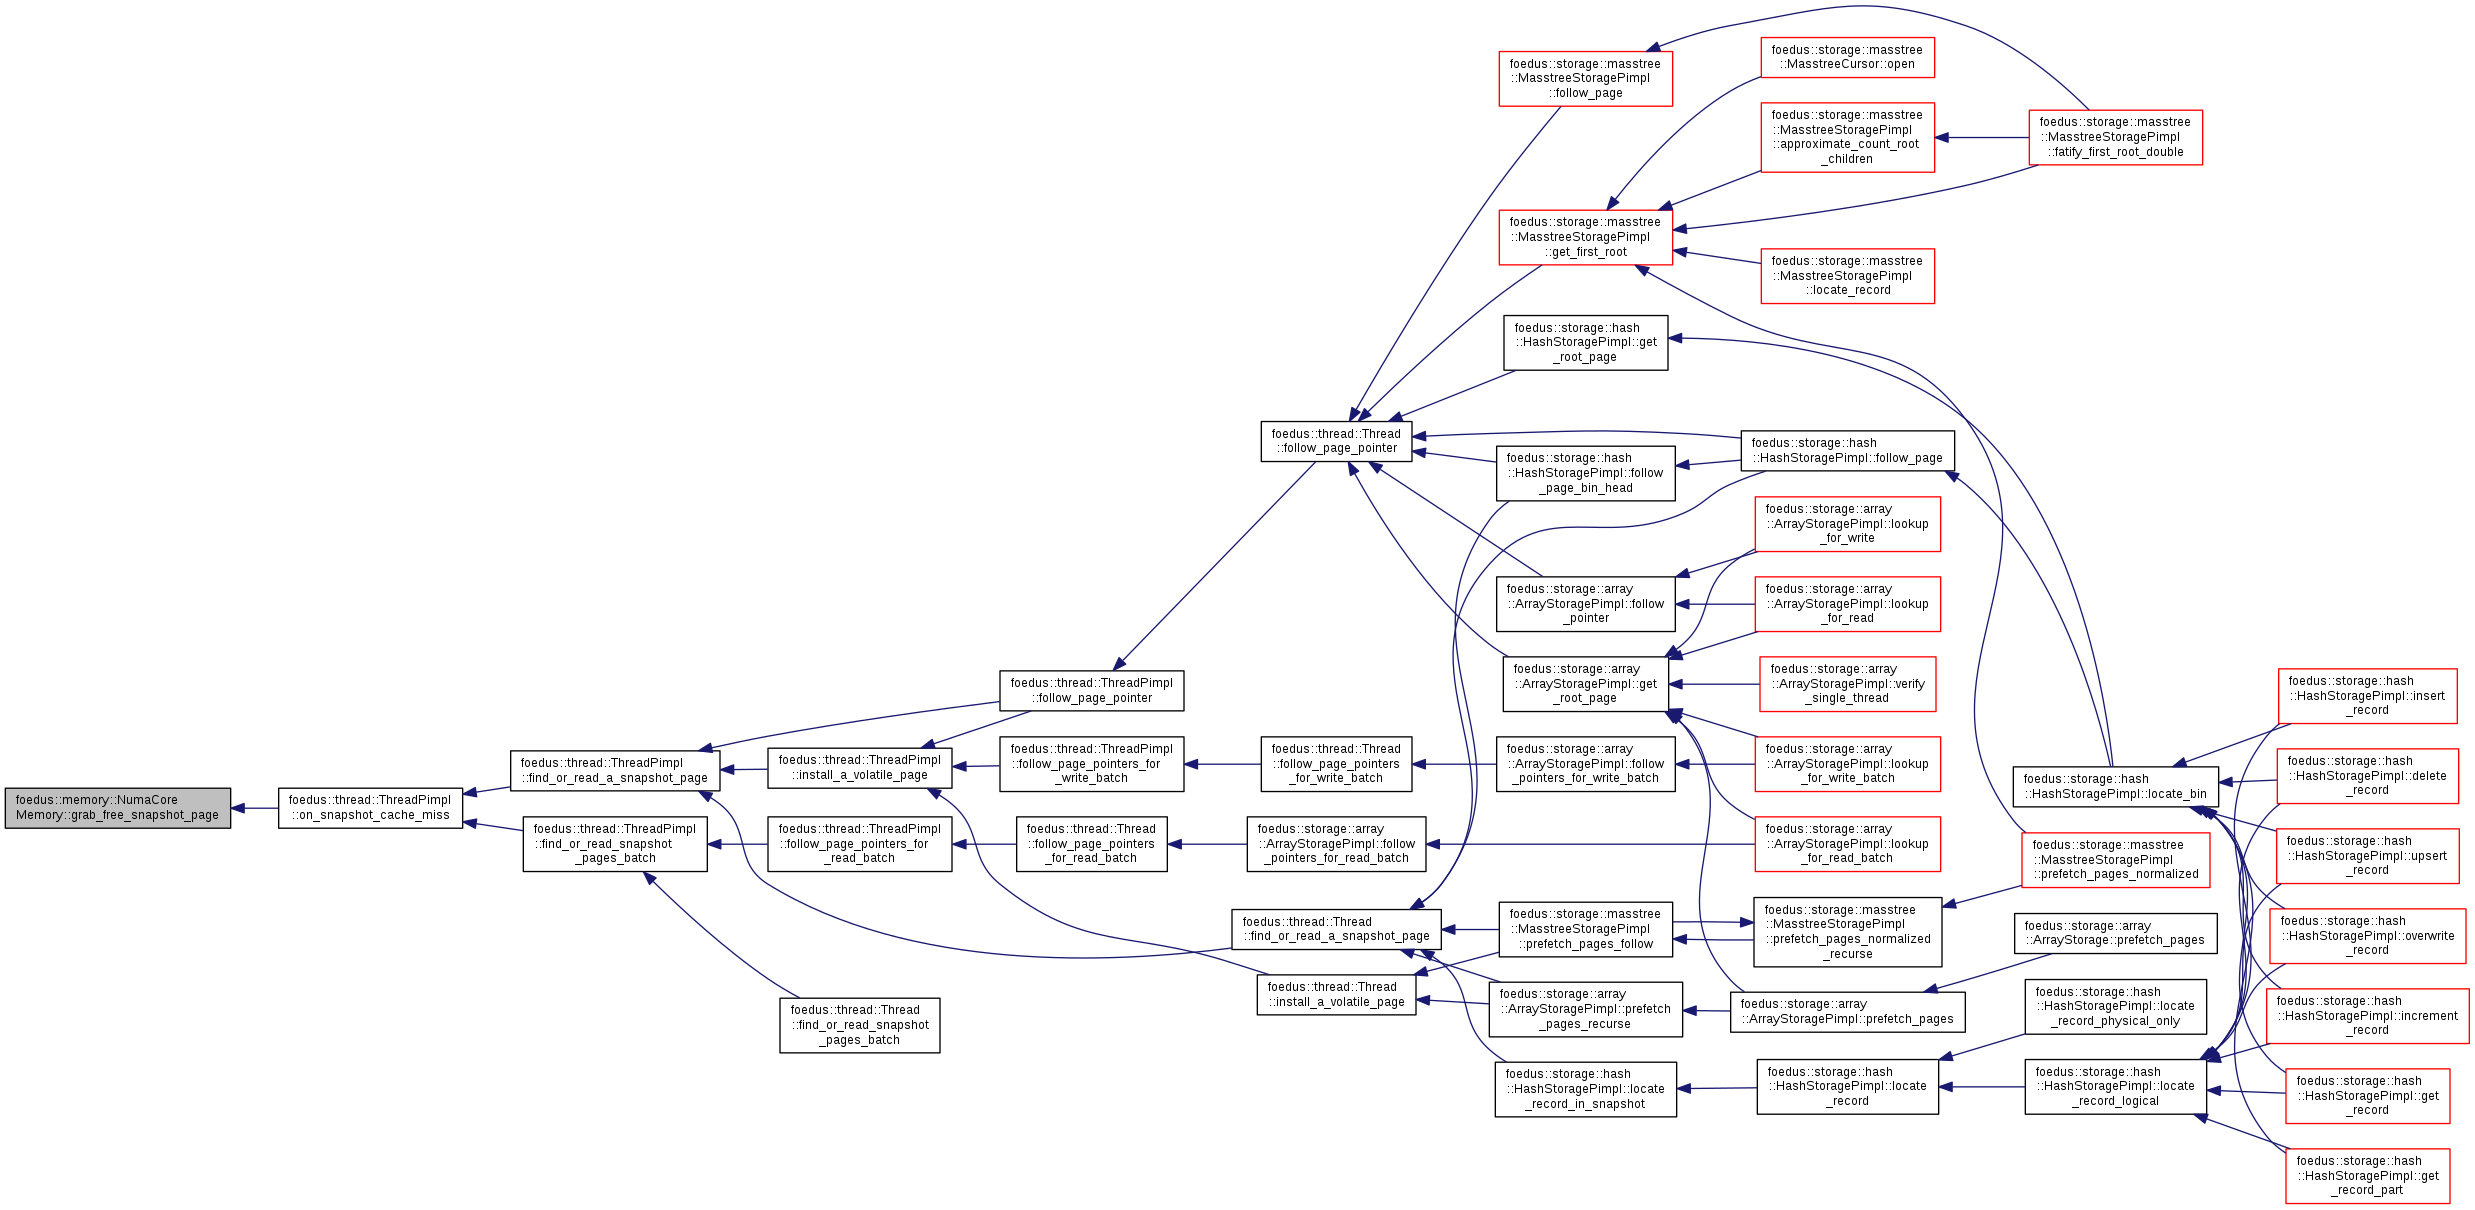 foedus::memory::NumaCore
Memory::grab_free_snapshot_page
foedus::thread::ThreadPimpl
::on_snapshot_cache_miss
foedus::thread::ThreadPimpl
::find_or_read_a_snapshot_page
foedus::thread::ThreadPimpl
::find_or_read_snapshot
_pages_batch
foedus::thread::ThreadPimpl
::install_a_volatile_page
foedus::thread::ThreadPimpl
::follow_page_pointers_for
_read_batch
foedus::thread::Thread
::find_or_read_snapshot
_pages_batch
foedus::thread::ThreadPimpl
::follow_page_pointer
foedus::thread::ThreadPimpl
::follow_page_pointers_for
_write_batch
foedus::thread::Thread
::follow_page_pointers
_for_read_batch
foedus::thread::Thread
::follow_page_pointer
foedus::thread::Thread
::follow_page_pointers
_for_write_batch
foedus::storage::array
::ArrayStoragePimpl::follow
_pointers_for_read_batch
foedus::thread::Thread
::find_or_read_a_snapshot_page
foedus::thread::Thread
::install_a_volatile_page
foedus::storage::masstree
::MasstreeStoragePimpl
::follow_page
foedus::storage::masstree
::MasstreeStoragePimpl
::get_first_root
foedus::storage::hash
::HashStoragePimpl::get
_root_page
foedus::storage::hash
::HashStoragePimpl::follow
_page_bin_head
foedus::storage::array
::ArrayStoragePimpl::follow
_pointer
foedus::storage::array
::ArrayStoragePimpl::get
_root_page
foedus::storage::array
::ArrayStoragePimpl::follow
_pointers_for_write_batch
foedus::storage::masstree
::MasstreeStoragePimpl
::prefetch_pages_follow
foedus::storage::array
::ArrayStoragePimpl::prefetch
_pages_recurse
foedus::storage::hash
::HashStoragePimpl::locate
_record_in_snapshot
foedus::storage::masstree
::MasstreeCursor::open
foedus::storage::masstree
::MasstreeStoragePimpl
::approximate_count_root
_children
foedus::storage::masstree
::MasstreeStoragePimpl
::locate_record
foedus::storage::hash
::HashStoragePimpl::follow_page
foedus::storage::array
::ArrayStoragePimpl::lookup
_for_write
foedus::storage::array
::ArrayStoragePimpl::lookup
_for_read
foedus::storage::array
::ArrayStoragePimpl::verify
_single_thread
foedus::storage::array
::ArrayStoragePimpl::lookup
_for_write_batch
foedus::storage::array
::ArrayStoragePimpl::lookup
_for_read_batch
foedus::storage::masstree
::MasstreeStoragePimpl
::prefetch_pages_normalized
_recurse
foedus::storage::array
::ArrayStoragePimpl::prefetch_pages
foedus::storage::hash
::HashStoragePimpl::locate
_record
foedus::storage::masstree
::MasstreeStoragePimpl
::fatify_first_root_double
foedus::storage::hash
::HashStoragePimpl::locate_bin
foedus::storage::masstree
::MasstreeStoragePimpl
::prefetch_pages_normalized
foedus::storage::array
::ArrayStorage::prefetch_pages
foedus::storage::hash
::HashStoragePimpl::locate
_record_physical_only
foedus::storage::hash
::HashStoragePimpl::locate
_record_logical
foedus::storage::hash
::HashStoragePimpl::insert
_record
foedus::storage::hash
::HashStoragePimpl::delete
_record
foedus::storage::hash
::HashStoragePimpl::upsert
_record
foedus::storage::hash
::HashStoragePimpl::overwrite
_record
foedus::storage::hash
::HashStoragePimpl::increment
_record
foedus::storage::hash
::HashStoragePimpl::get
_record
foedus::storage::hash
::HashStoragePimpl::get
_record_part